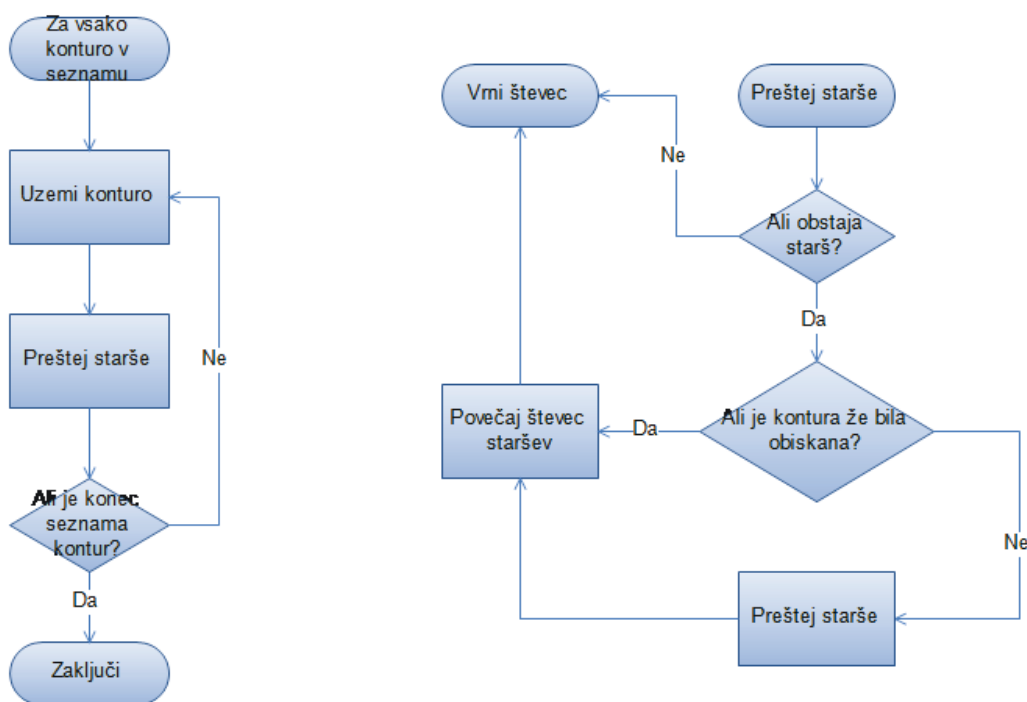 Za vsako
konturo v
seznamu
Uzemi konturo
Preštej starše
Ne
Ali je konec
seznama
kontur?
Da
Zaključi
Vrni števec
Preštej starše
Ne
Ali obstaja
starš?
Da
Povečaj števec
staršev
Da
Ali je kontura že bila
obiskana?
Ne
Preštej starše